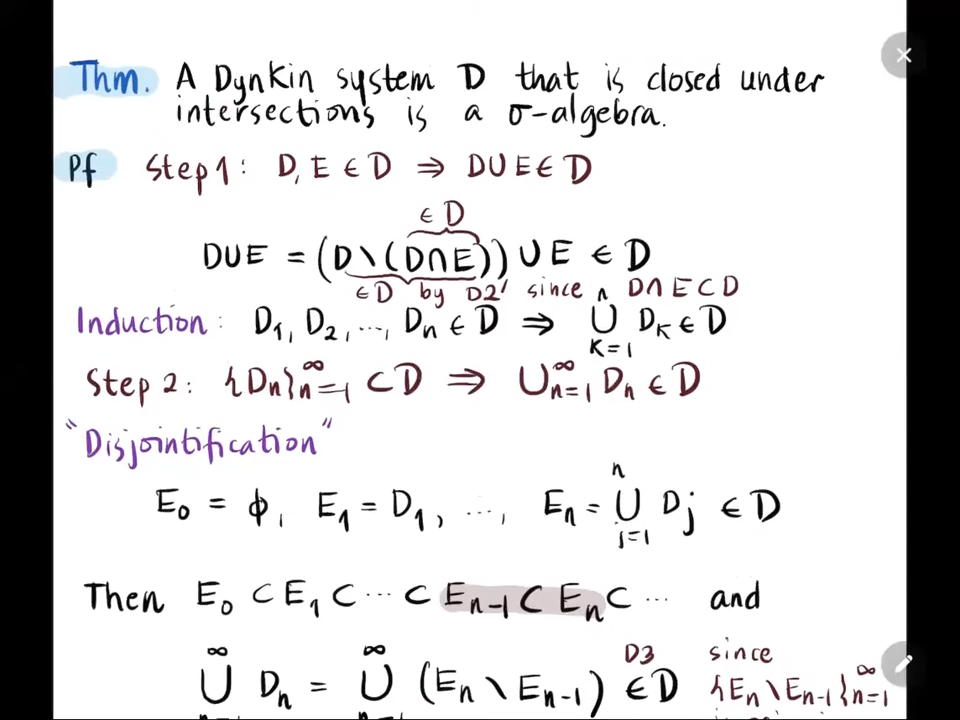 Thm. A Dynkin system D that is closed under
intersections is a σ-algebra.
Pf Step 1: D, E ∈ D ⇒ D∪E ∈ D
∈ D
D∪E = (D \ (D∩E)) ∪ E ∈ D
∈D by D2' since D∩E ⊂ D
Induction: D₁, D₂, ..., Dn ∈ D ⇒ ⋃ₖ₌₁ⁿ Dₖ ∈ D
Step 2: {Dn}ₙ₌₁^∞ ⊂ D ⇒ ⋃ₙ₌₁^∞ Dn ∈ D
"Disjointification"
E₀ = ϕ, E₁ = D₁, ..., En = ⋃ⱼ₌₁ⁿ Dj ∈ D
Then E₀ ⊂ E₁ ⊂ ... ⊂ Eₙ₋₁ ⊂ Eₙ ⊂ ... and
D3 since
⋃^∞ Dn = ⋃^∞ (Eₙ \ Eₙ₋₁) ∈ D {Eₙ \ Eₙ₋₁}ₙ₌₁^∞